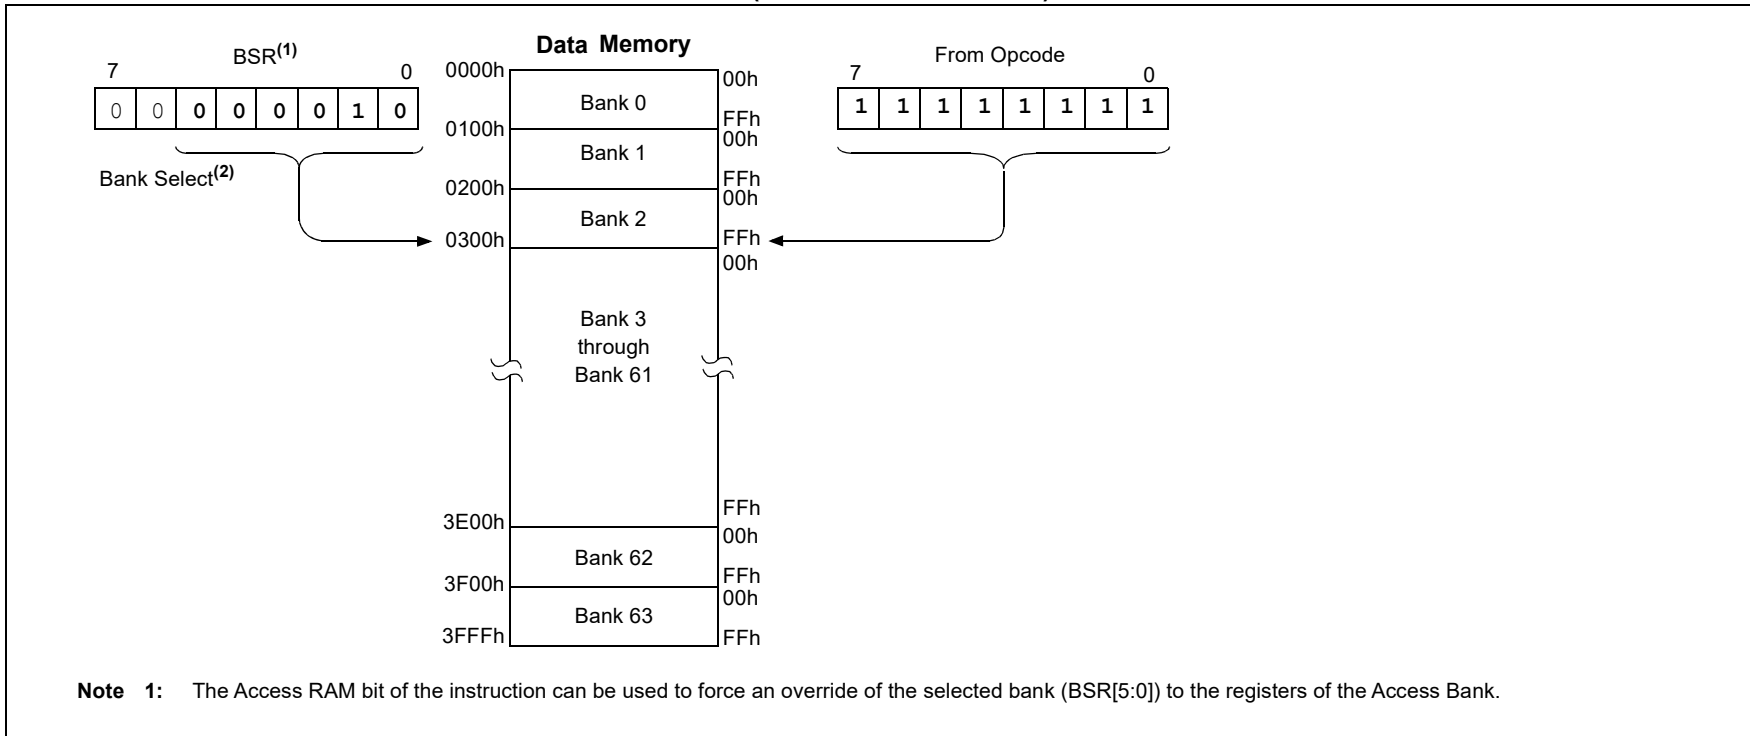 Data Memory
BSR(1)
From Opcode
7 0
7 0
0 0 0 0 0 0 1 0
1 1 1 1 1 1 1 1
Bank Select(2)
0000h
Bank 0
00h
FFh
0100h
Bank 1
00h
FFh
0200h
Bank 2
00h
FFh
0300h
00h
Bank 3
through
Bank 61
FFh
3E00h
Bank 62
00h
FFh
3F00h
Bank 63
00h
3FFFh
FFh
Note 1: The Access RAM bit of the instruction can be used to force an override of the selected bank (BSR[5:0]) to the registers of the Access Bank.